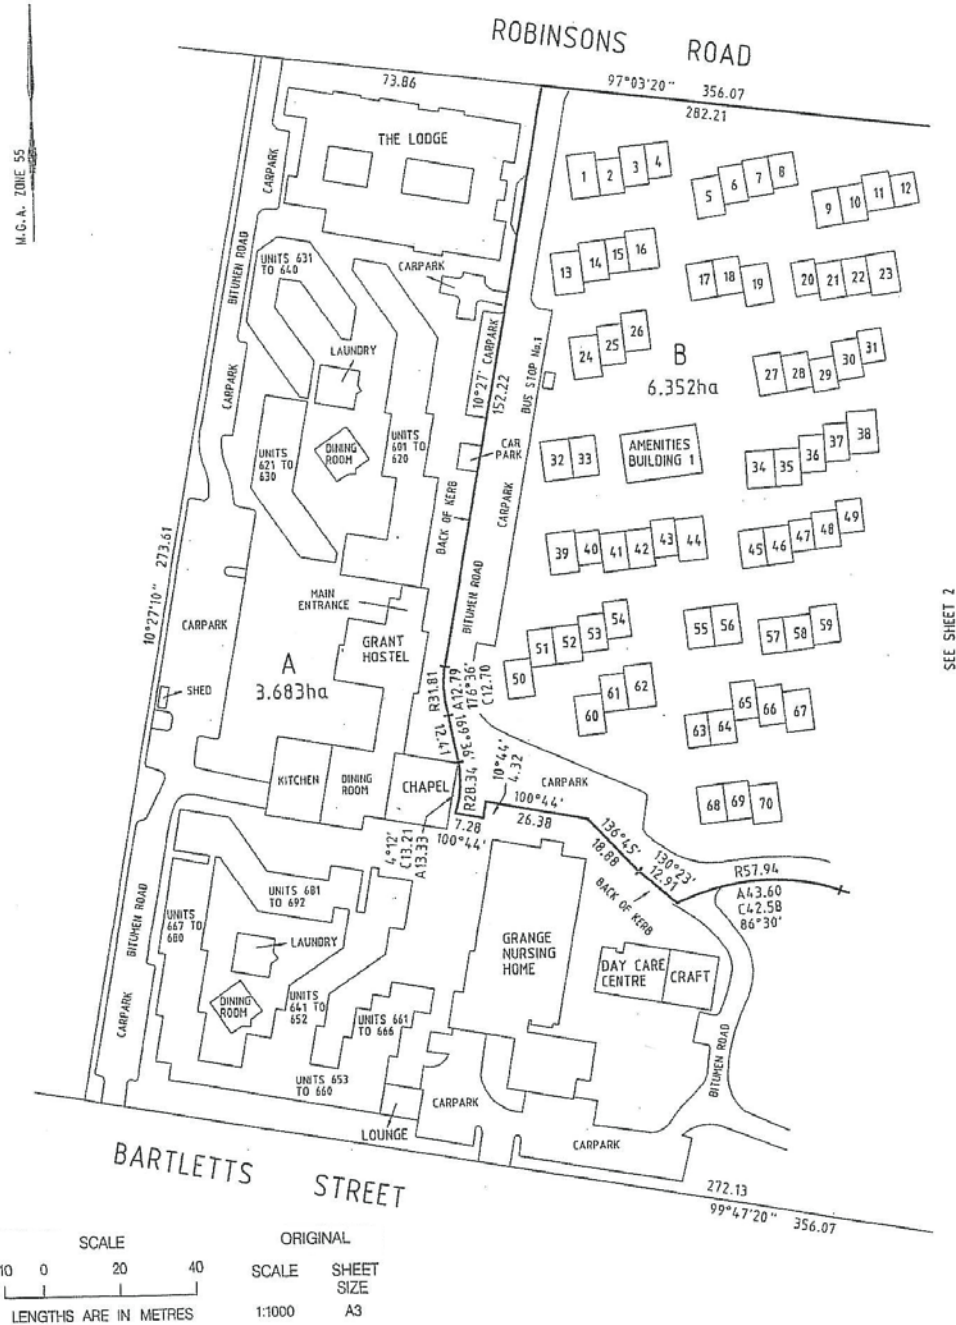 ROBINSONS ROAD
M.G.A. ZONE 55
73.86
97°03'20" 356.07
282.21
THE LODGE
CARPARK
BITUMEN ROAD
CARPARK
UNITS 631
TO 640
CARPARK
LAUNDRY
DINING
ROOM
UNITS
621 TO
630
UNITS
601 TO
620
10°27' CARPARK
152.22
BUS STOP No.1
CAR
PARK
BACK OF KERB
CARPARK
BITUMEN ROAD
1 2 3 4
5 6 7 8
9 10 11 12
13 14 15 16
17 18 19
20 21 22 23
24 25 26
B
6.352ha
27 28 29 30 31
32 33
AMENITIES
BUILDING 1
34 35 36 37 38
39 40 41 42 43 44
45 46 47 48 49
50 51 52 53 54
55 56
57 58 59
60 61 62
63 64 65 66 67
68 69 70
SEE SHEET 2
10°27'10" 273.61
CARPARK
MAIN
ENTRANCE
GRANT
HOSTEL
A
3.683ha
SHED
R31.81
A12.79
176°36'
C12.70
12.41
169°36'
KITCHEN
DINING
ROOM
CHAPEL
R28.34
10°44'
4.32
CARPARK
100°44'
26.38
7.28
100°44'
4°12'
C13.21
A13.33
136°45'
18.88
130°23'
12.91
BACK OF KERB
R57.94
A43.60
C42.58
86°30'
BITUMEN ROAD
CARPARK
UNITS
667 TO
680
UNITS 681
TO 692
LAUNDRY
DINING
ROOM
UNITS
641 TO
652
UNITS 661
TO 666
UNITS 653
TO 660
GRANGE
NURSING
HOME
DAY CARE
CENTRE
CRAFT
BITUMEN ROAD
CARPARK
LOUNGE
CARPARK
BARTLETTS STREET
272.13
99°47'20" 356.07
SCALE
10 0 20 40
LENGTHS ARE IN METRES
ORIGINAL
SCALE SHEET
SIZE
1:1000 A3